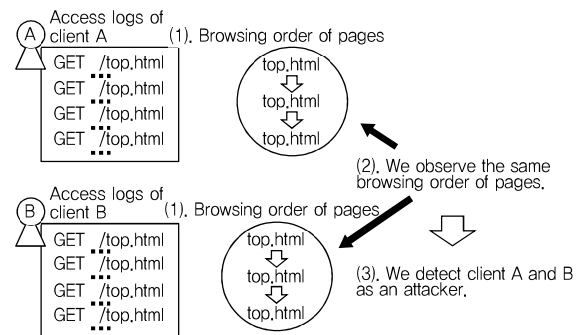 Access logs of
client A
A
(1). Browsing order of pages
GET /top.html
...
GET /top.html
...
GET /top.html
...
GET /top.html
...
top.html
top.html
top.html
(2). We observe the same
browsing order of pages.
Access logs of
client B
B
(1). Browsing order of pages
GET /top.html
...
GET /top.html
...
GET /top.html
...
GET /top.html
...
top.html
top.html
top.html
(3). We detect client A and B
as an attacker.